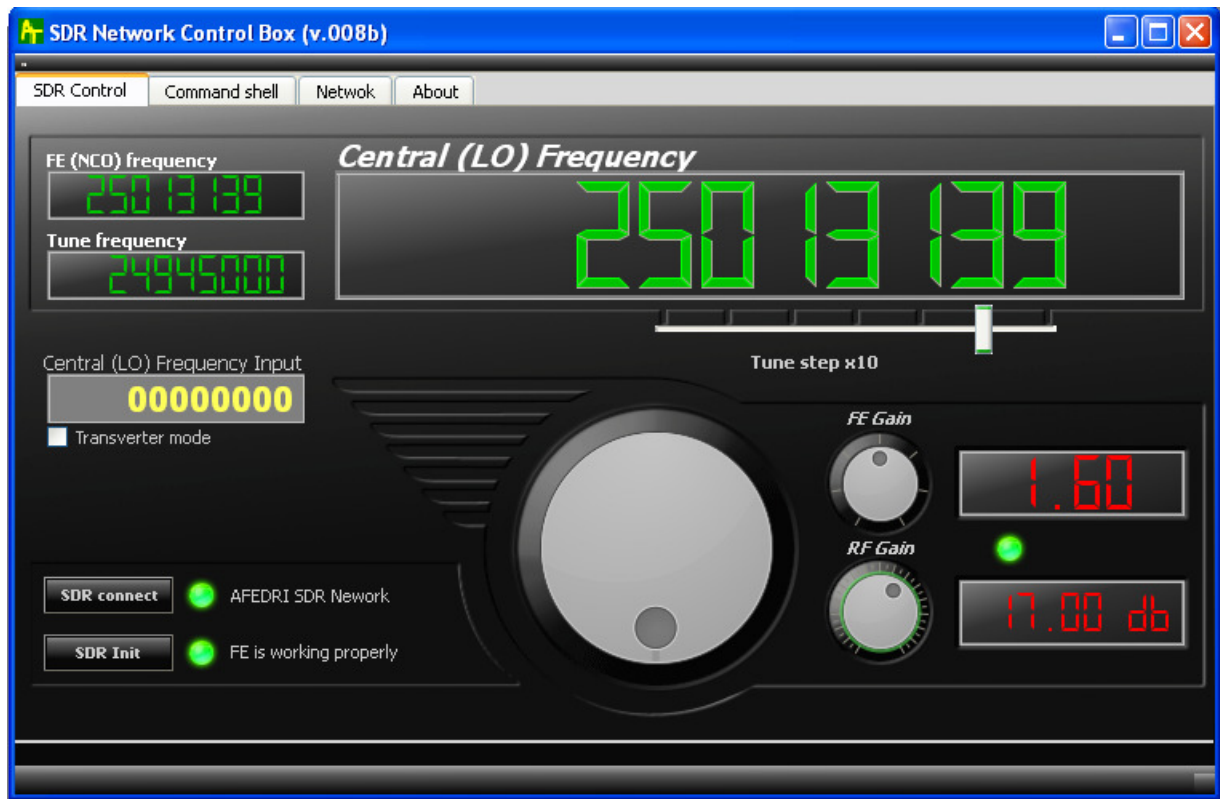 SDR Network Control Box (v.008b)
SDR Control Command shell Netwok About
FE (NCO) frequency
25013139
Tune frequency
24945000
Central (LO) Frequency
25013139
Tune step x10
Central (LO) Frequency Input
00000000
Transverter mode
FE Gain
1.60
RF Gain
17.00 db
SDR connect AFEDRI SDR Nework
SDR Init FE is working properly